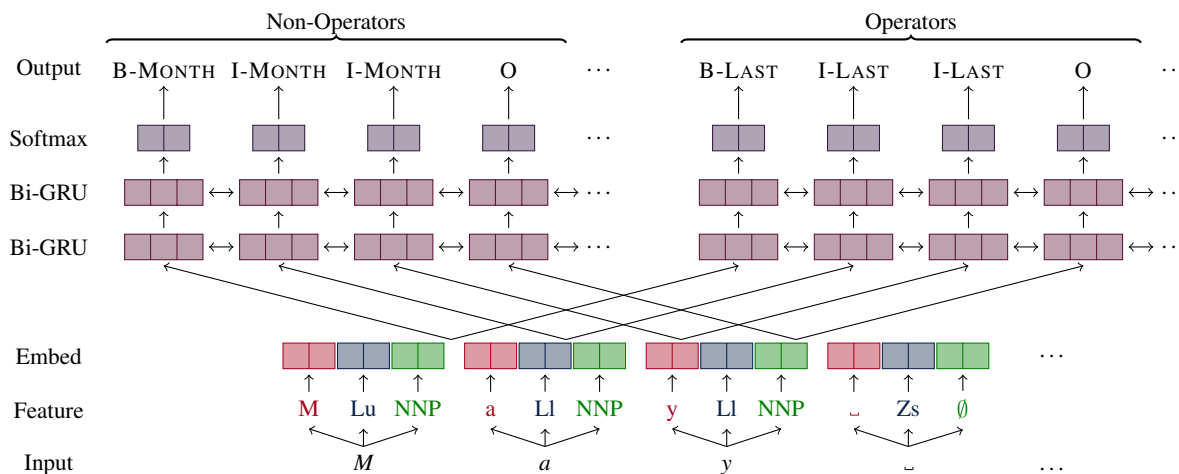 Non-Operators Operators
Output B-MONTH I-MONTH I-MONTH O ··· B-LAST I-LAST I-LAST O ··
Softmax ··· ··
Bi-GRU ··· ··
Bi-GRU ··· ··
Embed ···
Feature M Lu NNP a Ll NNP y Ll NNP ␣ Zs ∅
Input M a y ␣ ···